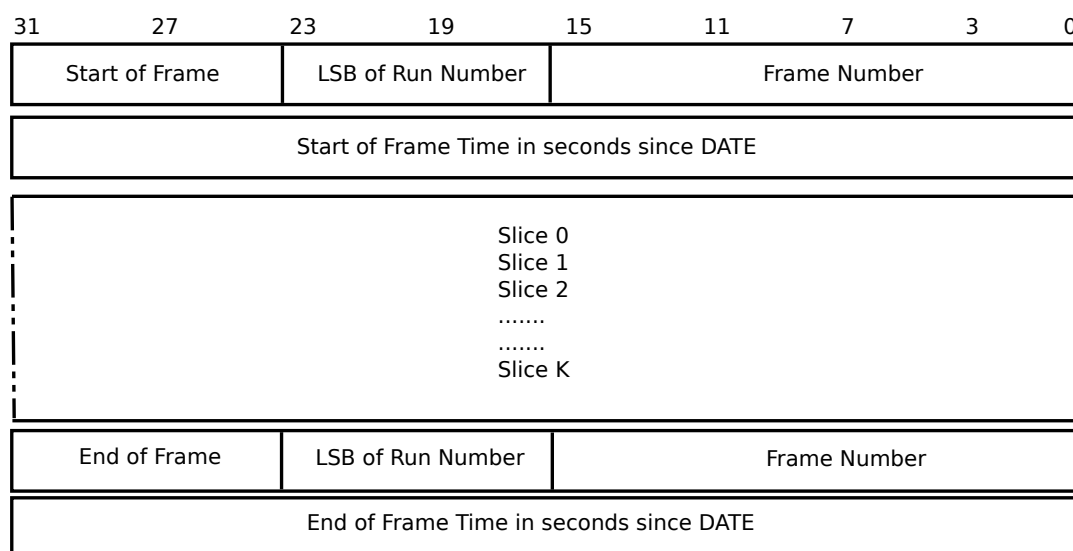 31 27 23 19 15 11 7 3 0
Start of Frame LSB of Run Number Frame Number
Start of Frame Time in seconds since DATE
Slice 0
Slice 1
Slice 2
.......
.......
Slice K
End of Frame LSB of Run Number Frame Number
End of Frame Time in seconds since DATE